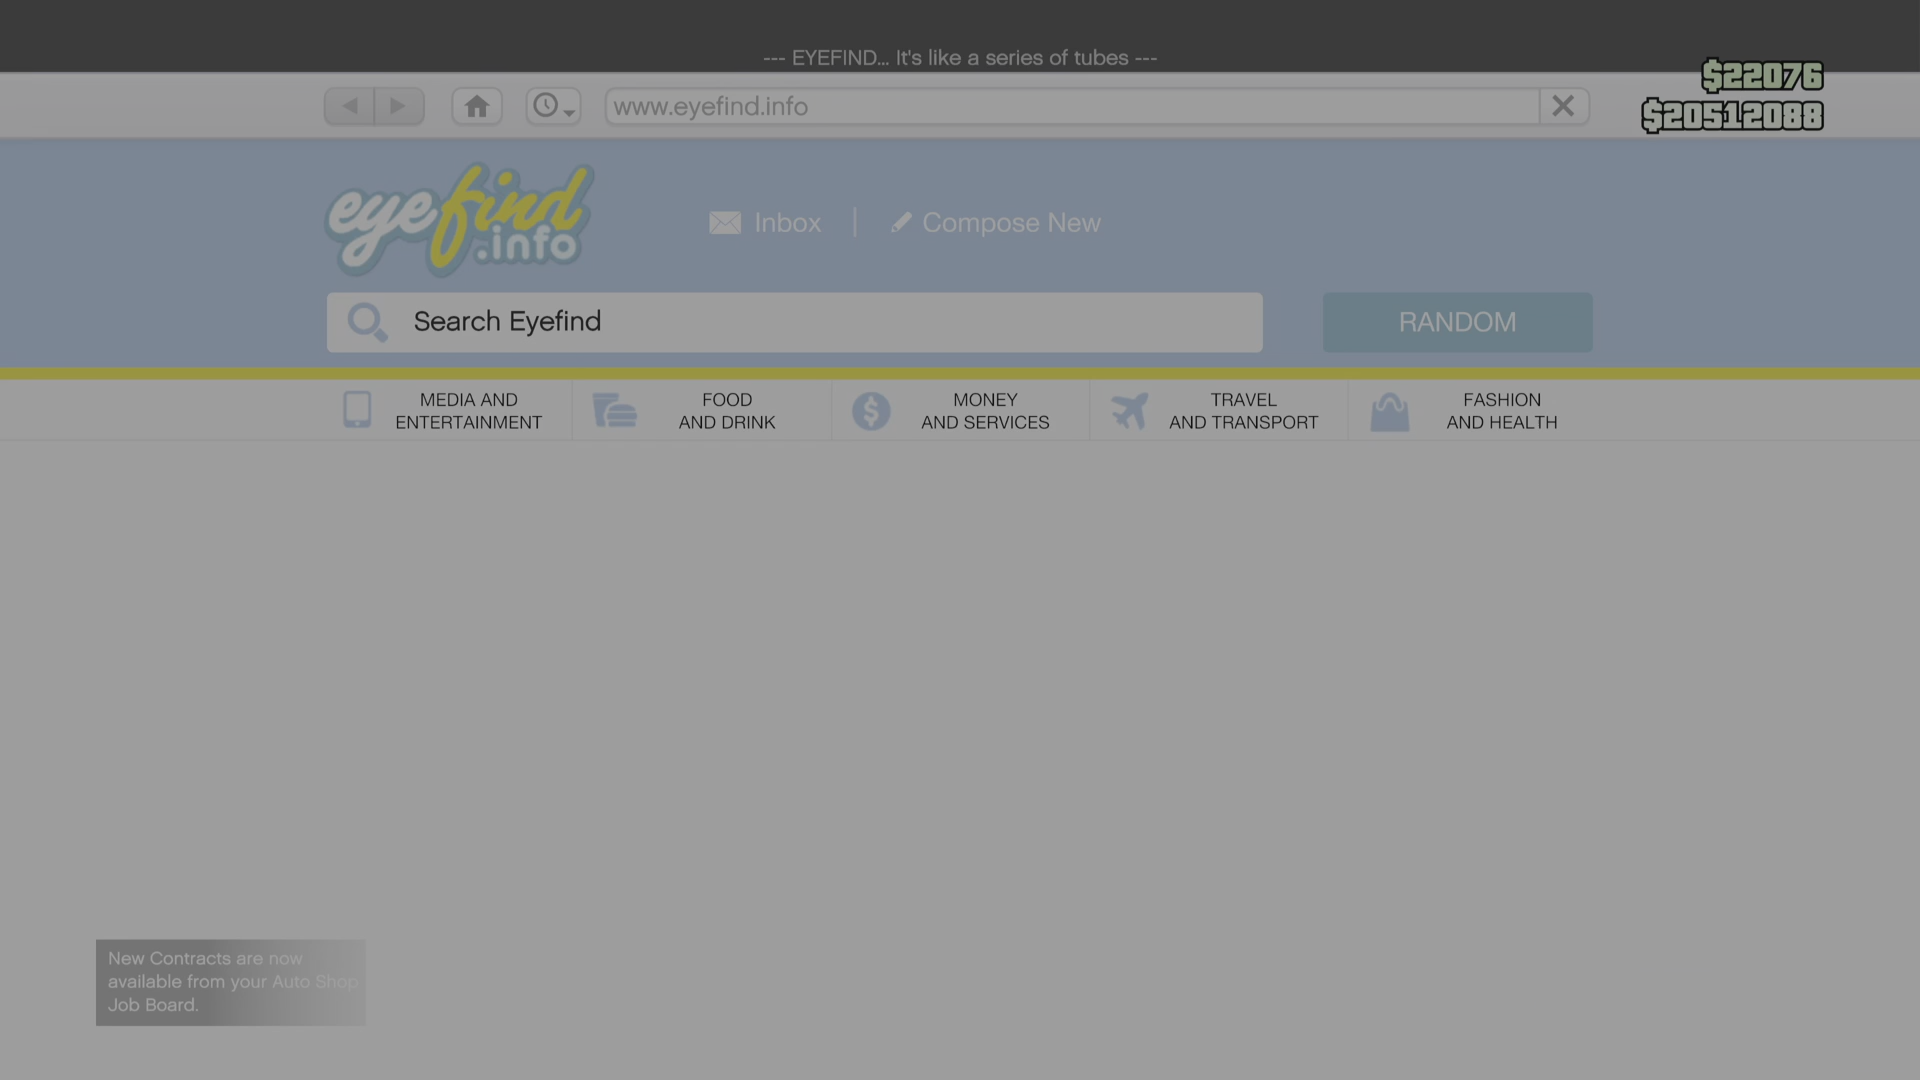 --- EYEFIND... It's like a series of tubes ---
$22076
www.eyefind.info
$20512088
eyefind
.info
Inbox | Compose New
Search Eyefind
RANDOM
MEDIA AND
ENTERTAINMENT
FOOD
AND DRINK
MONEY
AND SERVICES
TRAVEL
AND TRANSPORT
FASHION
AND HEALTH
New Contracts are now
available from your Auto Shop
Job Board.